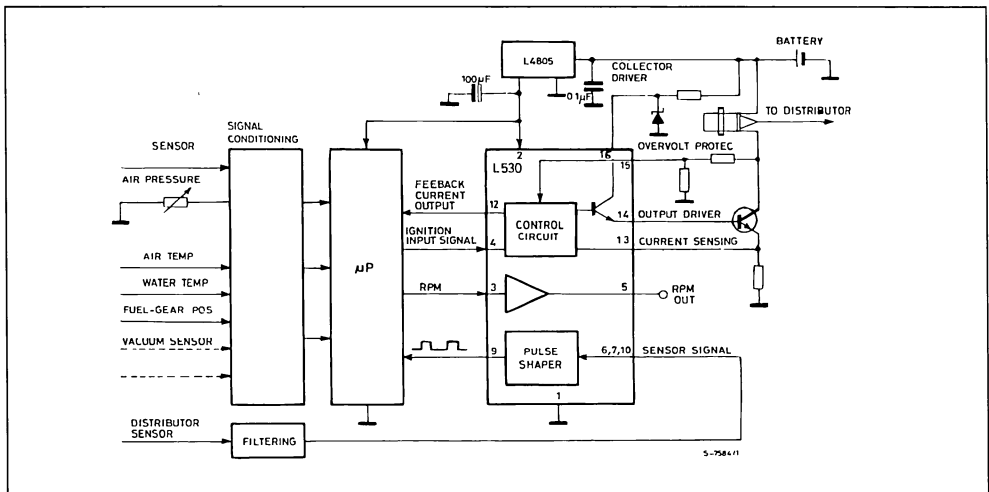 BATTERY
L4805
COLLECTOR
DRIVER
100µF
0.1µF
TO DISTRIBUTOR
SIGNAL
CONDITIONING
SENSOR
AIR PRESSURE
OVERVOLT PROTEC
2
16
15
L530
FEEBACK
CURRENT
OUTPUT
12
CONTROL
CIRCUIT
14
OUTPUT DRIVER
IGNITION
INPUT SIGNAL
4
13
CURRENT SENSING
AIR TEMP
µP
WATER TEMP
RPM
3
5
RPM
OUT
FUEL-GEAR POS
VACUUM SENSOR
9
PULSE
SHAPER
6,7,10
SENSOR SIGNAL
1
DISTRIBUTOR
SENSOR
FILTERING
S-7584/1